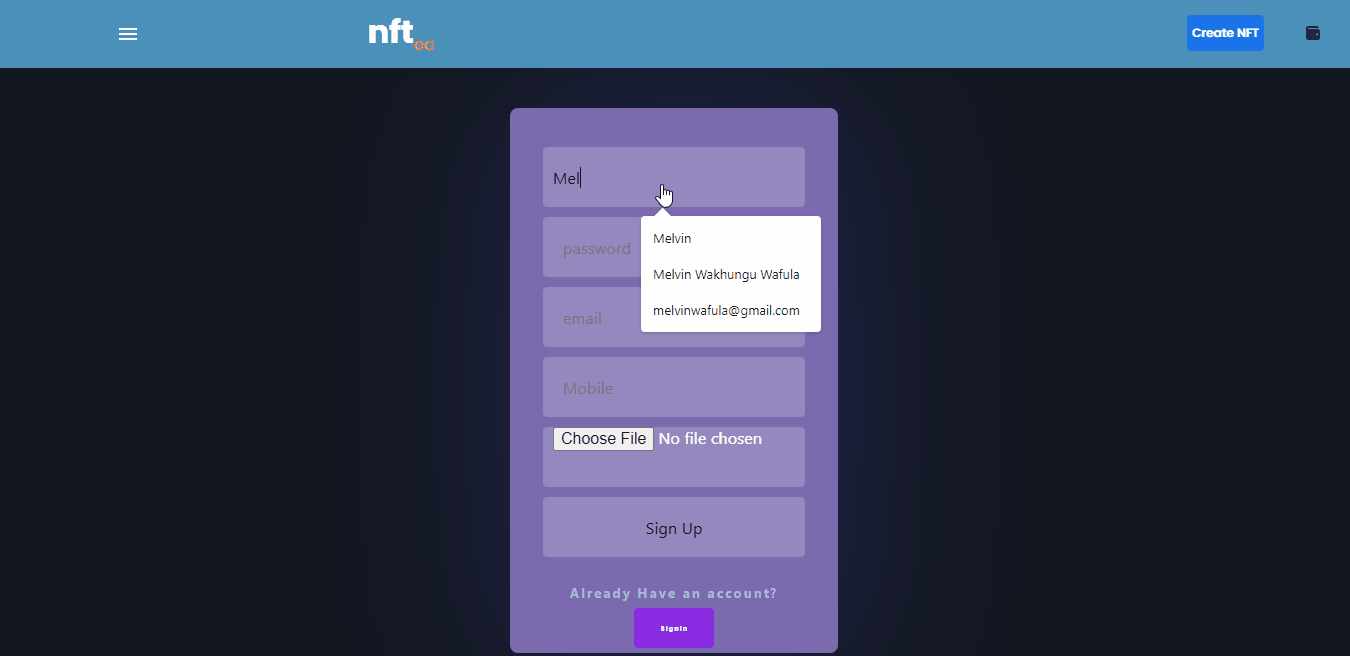 nft
ea
Create NFT
Mel
Melvin
Melvin Wakhungu Wafula
melvinwafula@gmail.com
password
email
Mobile
Choose File No file chosen
Sign Up
Already Have an account?
SignIn